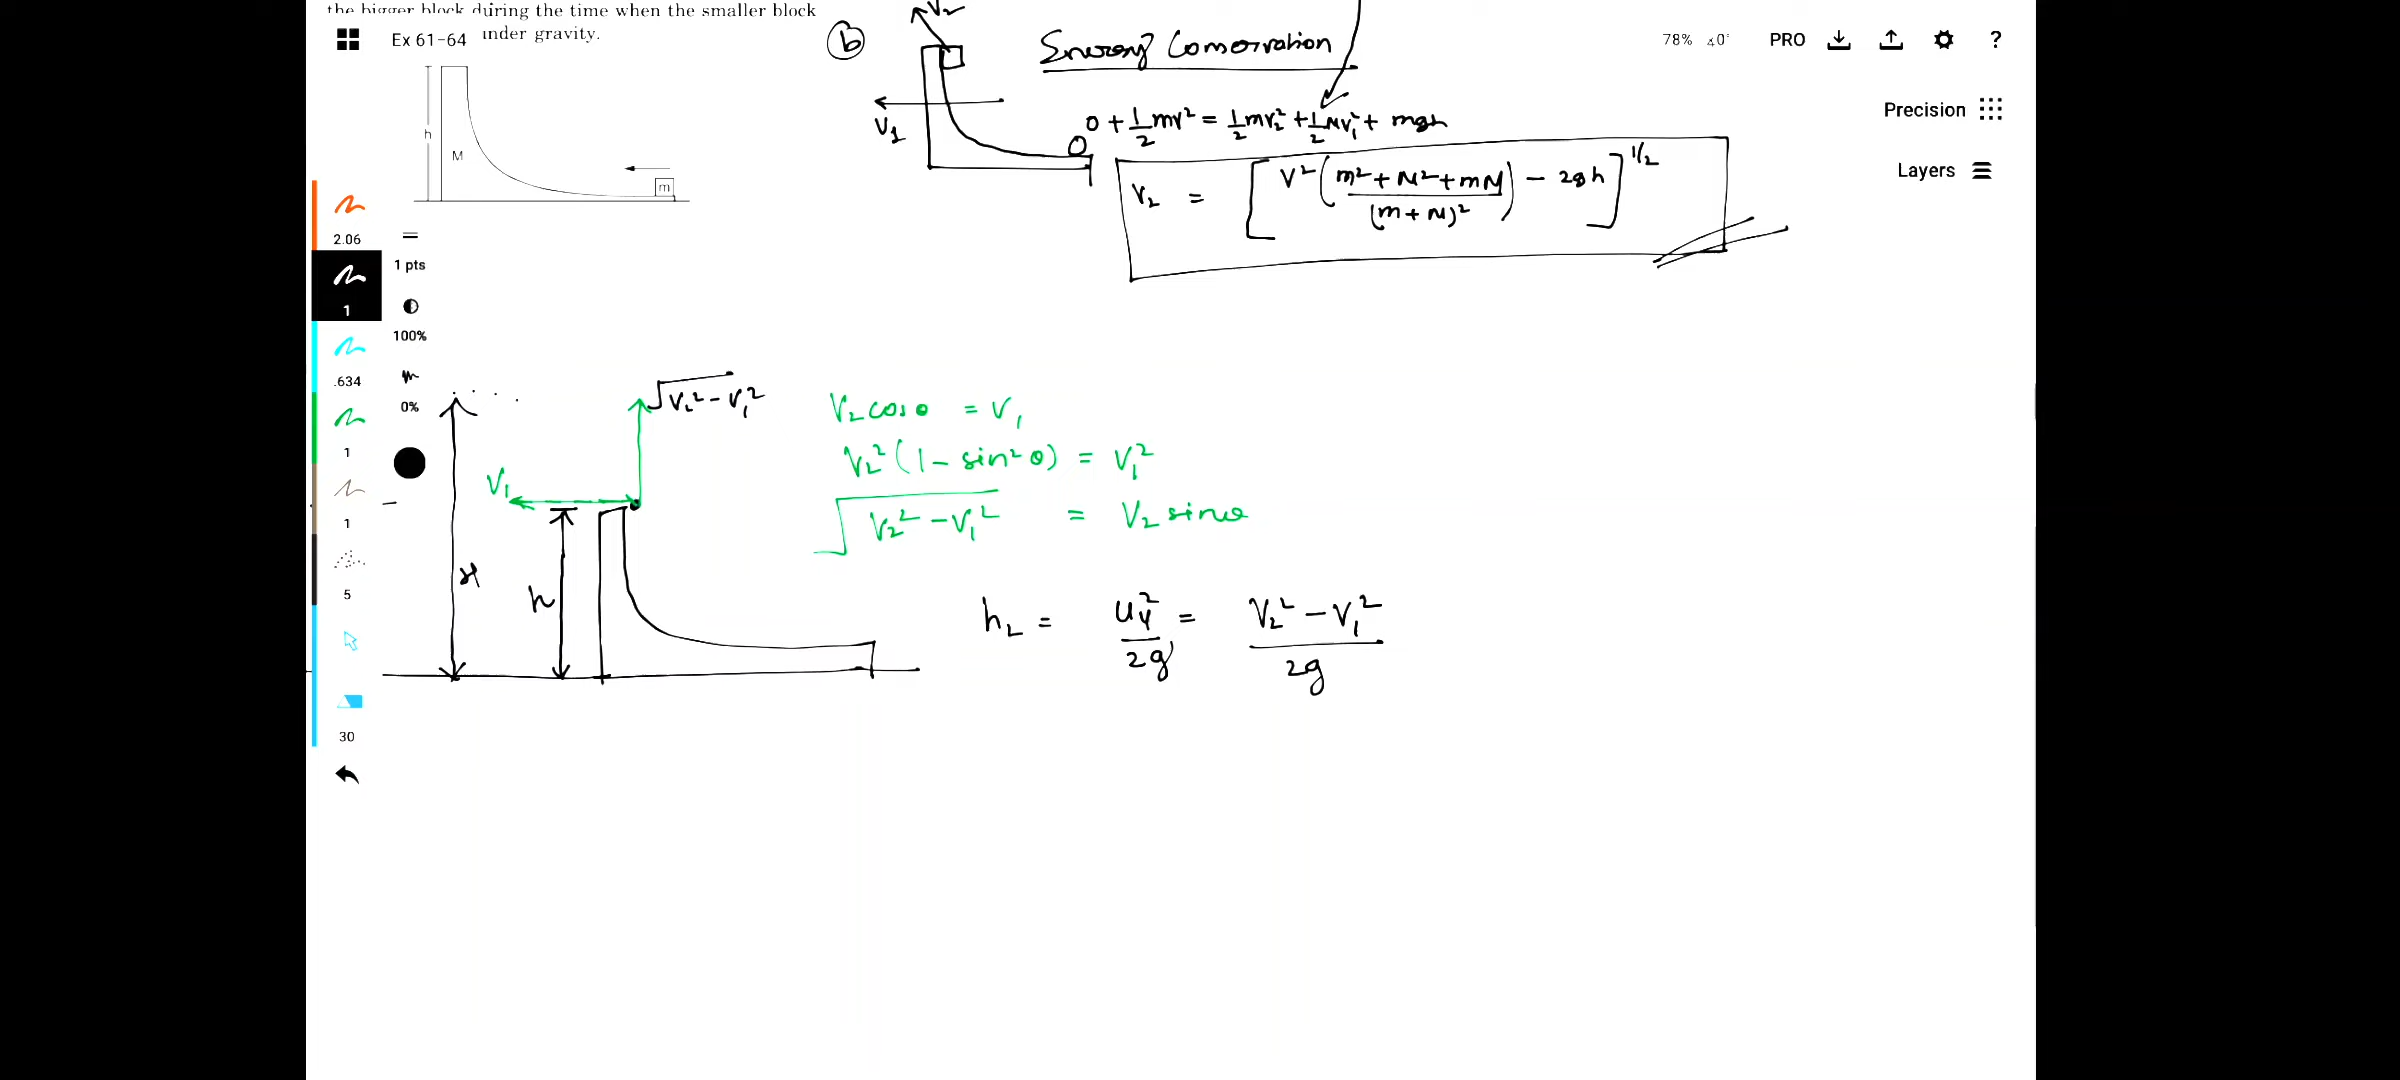 the bigger block during the time when the smaller block
Ex 61-64 under gravity.
h
M
m
2.06
1 pts
1
100%
.634
0%
1
1
5
30
b
V₂
V₁
Energy Conservation
0 + 1/2 mv² = 1/2 mv₂² + 1/2 Mv₁² + mgh
V₂ = [ V² ( m² + M² + mM / (m + M)² ) − 2gh ]^1/2
78% 40°
PRO
?
Precision
Layers
√V₂² − V₁²
V₁
H
h
V₂ cos θ = V₁
V₂² (1 − sin² θ) = V₁²
√V₂² − V₁² = V₂ sin θ
h₂ = u_y² / 2g = V₂² − V₁² / 2g